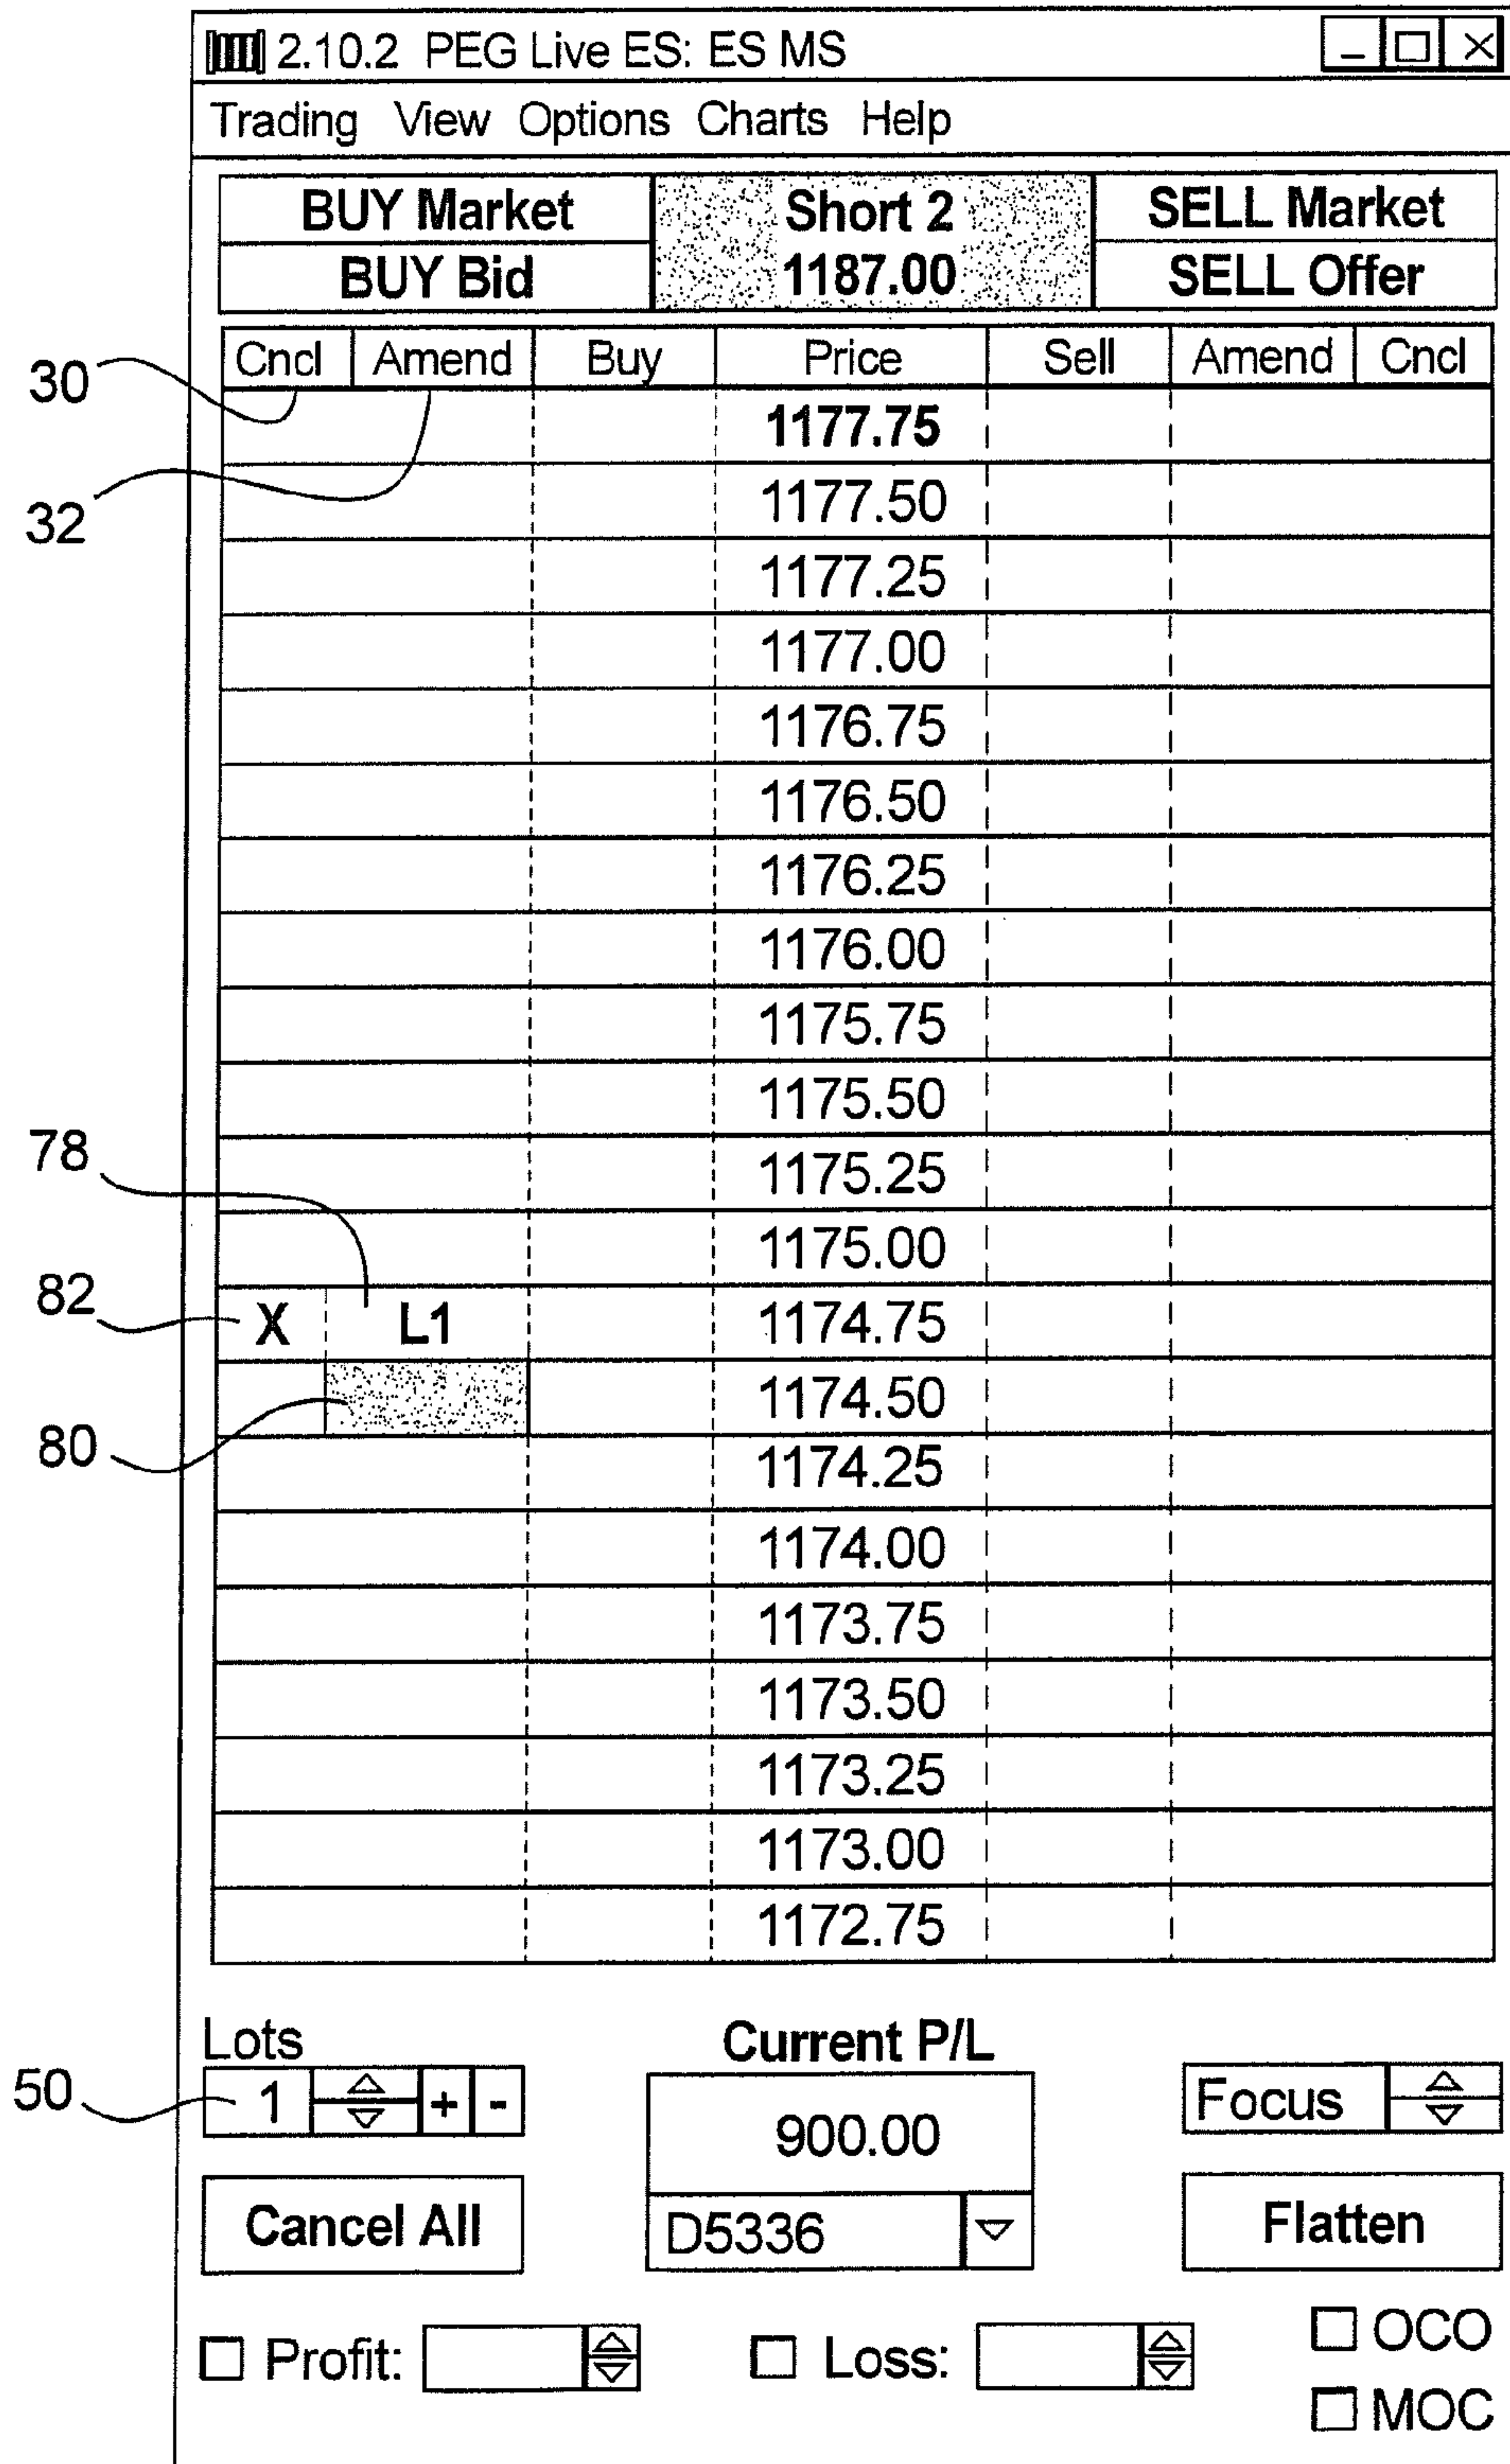 2.10.2 PEG Live ES: ES MS
Trading View Options Charts Help
BUY Market Short 2 SELL Market
BUY Bid 1187.00 SELL Offer
Cncl Amend Buy Price Sell Amend Cncl
30
1177.75
32
1177.50
1177.25
1177.00
1176.75
1176.50
1176.25
1176.00
1175.75
1175.50
78
1175.25
1175.00
82
X L1 1174.75
1174.50
80
1174.25
1174.00
1173.75
1173.50
1173.25
1173.00
1172.75
Lots Current P/L
50 1 + - 900.00 Focus
Cancel All D5336 Flatten
Profit: Loss: OCO
MOC